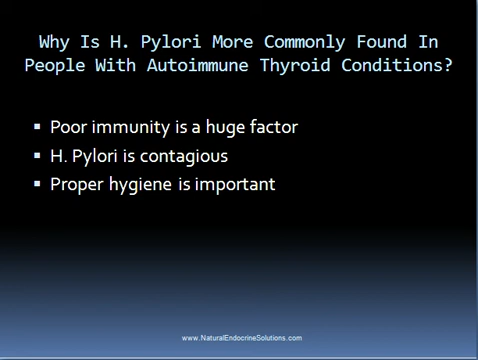 Why Is H. Pylori More Commonly Found In
People With Autoimmune Thyroid Conditions?
▪ Poor immunity is a huge factor
▪ H. Pylori is contagious
▪ Proper hygiene is important
www.NaturalEndocrineSolutions.com